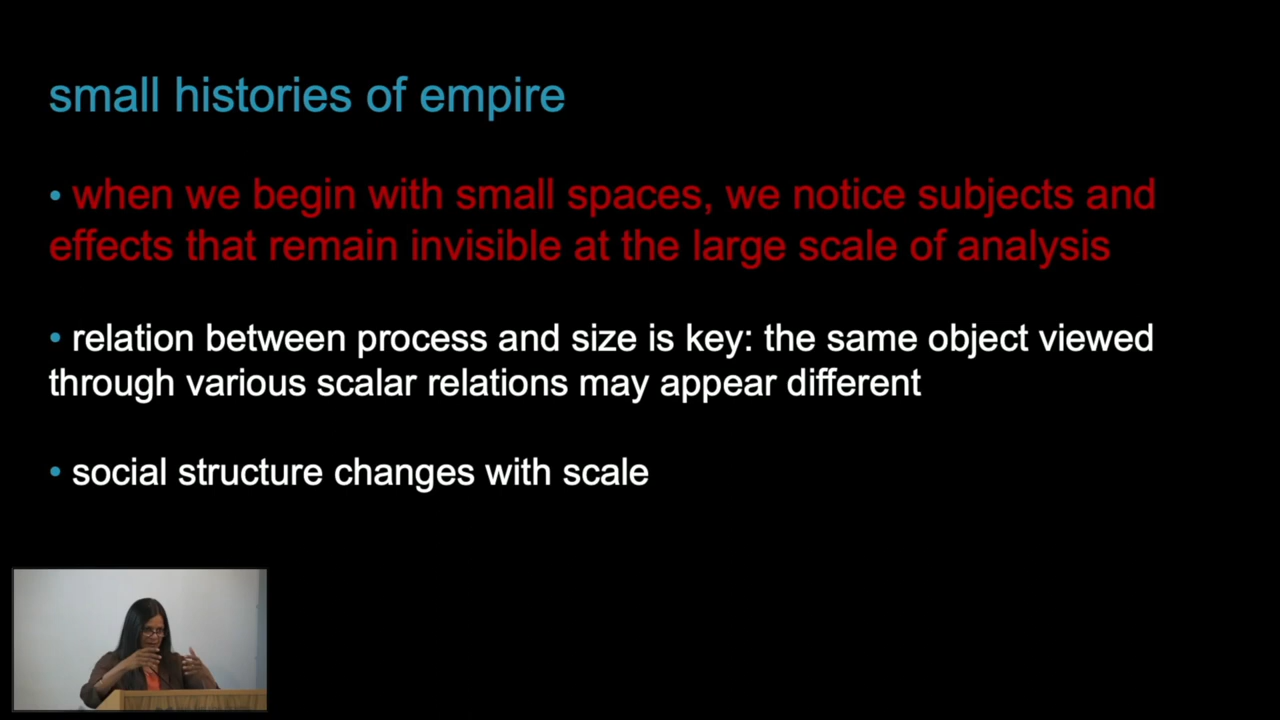 small histories of empire
• when we begin with small spaces, we notice subjects and
effects that remain invisible at the large scale of analysis
• relation between process and size is key: the same object viewed
through various scalar relations may appear different
• social structure changes with scale